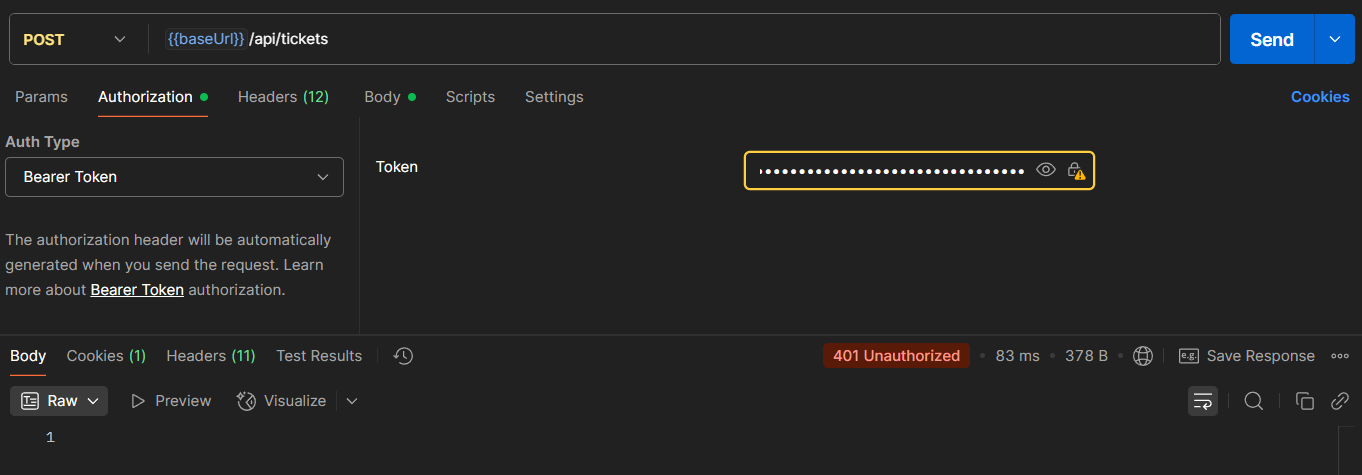 POST {{baseUrl}} /api/tickets Send
Params Authorization Headers (12) Body Scripts Settings Cookies
Auth Type
Bearer Token
Token
The authorization header will be automatically
generated when you send the request. Learn
more about Bearer Token authorization.
Body Cookies (1) Headers (11) Test Results 401 Unauthorized • 83 ms • 378 B • e.g. Save Response
Raw Preview Visualize
1